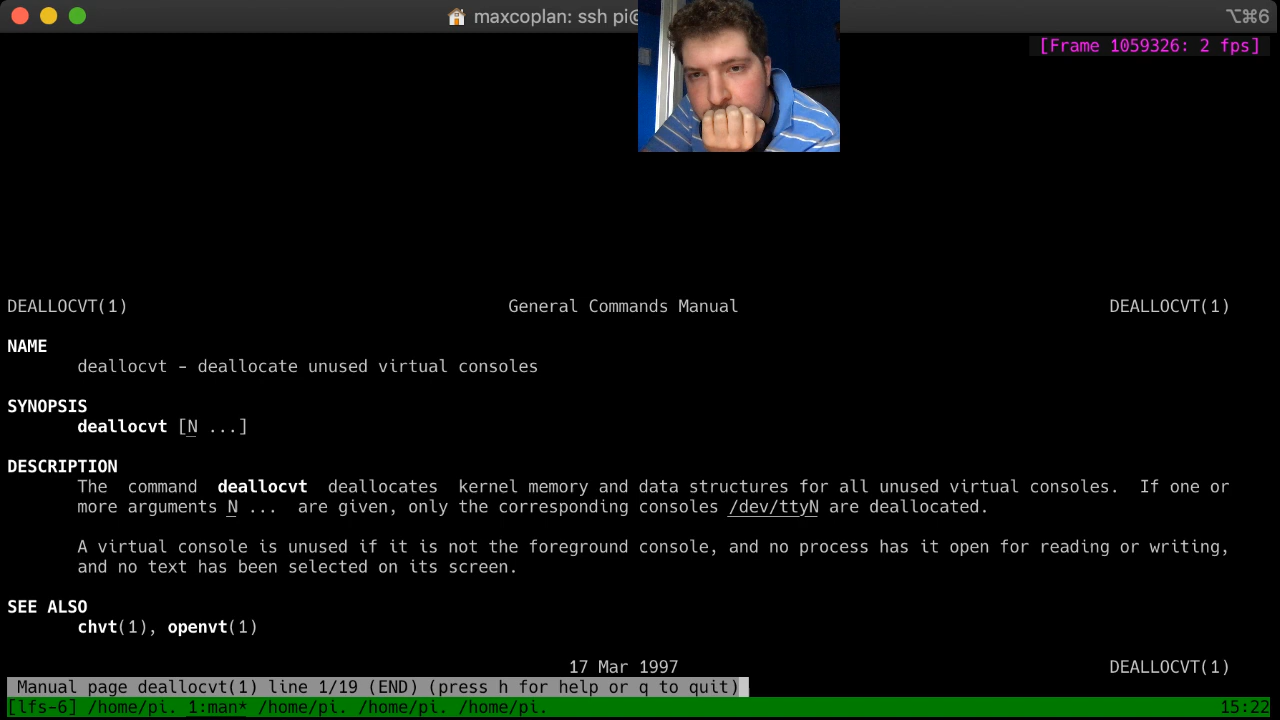 maxcoplan: ssh pi@
⌥⌘6
[Frame 1059326: 2 fps]
DEALLOCVT(1) General Commands Manual DEALLOCVT(1)
NAME
deallocvt - deallocate unused virtual consoles
SYNOPSIS
deallocvt [N ...]
DESCRIPTION
The command deallocvt deallocates kernel memory and data structures for all unused virtual consoles. If one or
more arguments N ... are given, only the corresponding consoles /dev/ttyN are deallocated.
A virtual console is unused if it is not the foreground console, and no process has it open for reading or writing,
and no text has been selected on its screen.
SEE ALSO
chvt(1), openvt(1)
17 Mar 1997 DEALLOCVT(1)
Manual page deallocvt(1) line 1/19 (END) (press h for help or q to quit)
[lfs-6] /home/pi. 1:man* /home/pi. /home/pi. /home/pi. 15:22